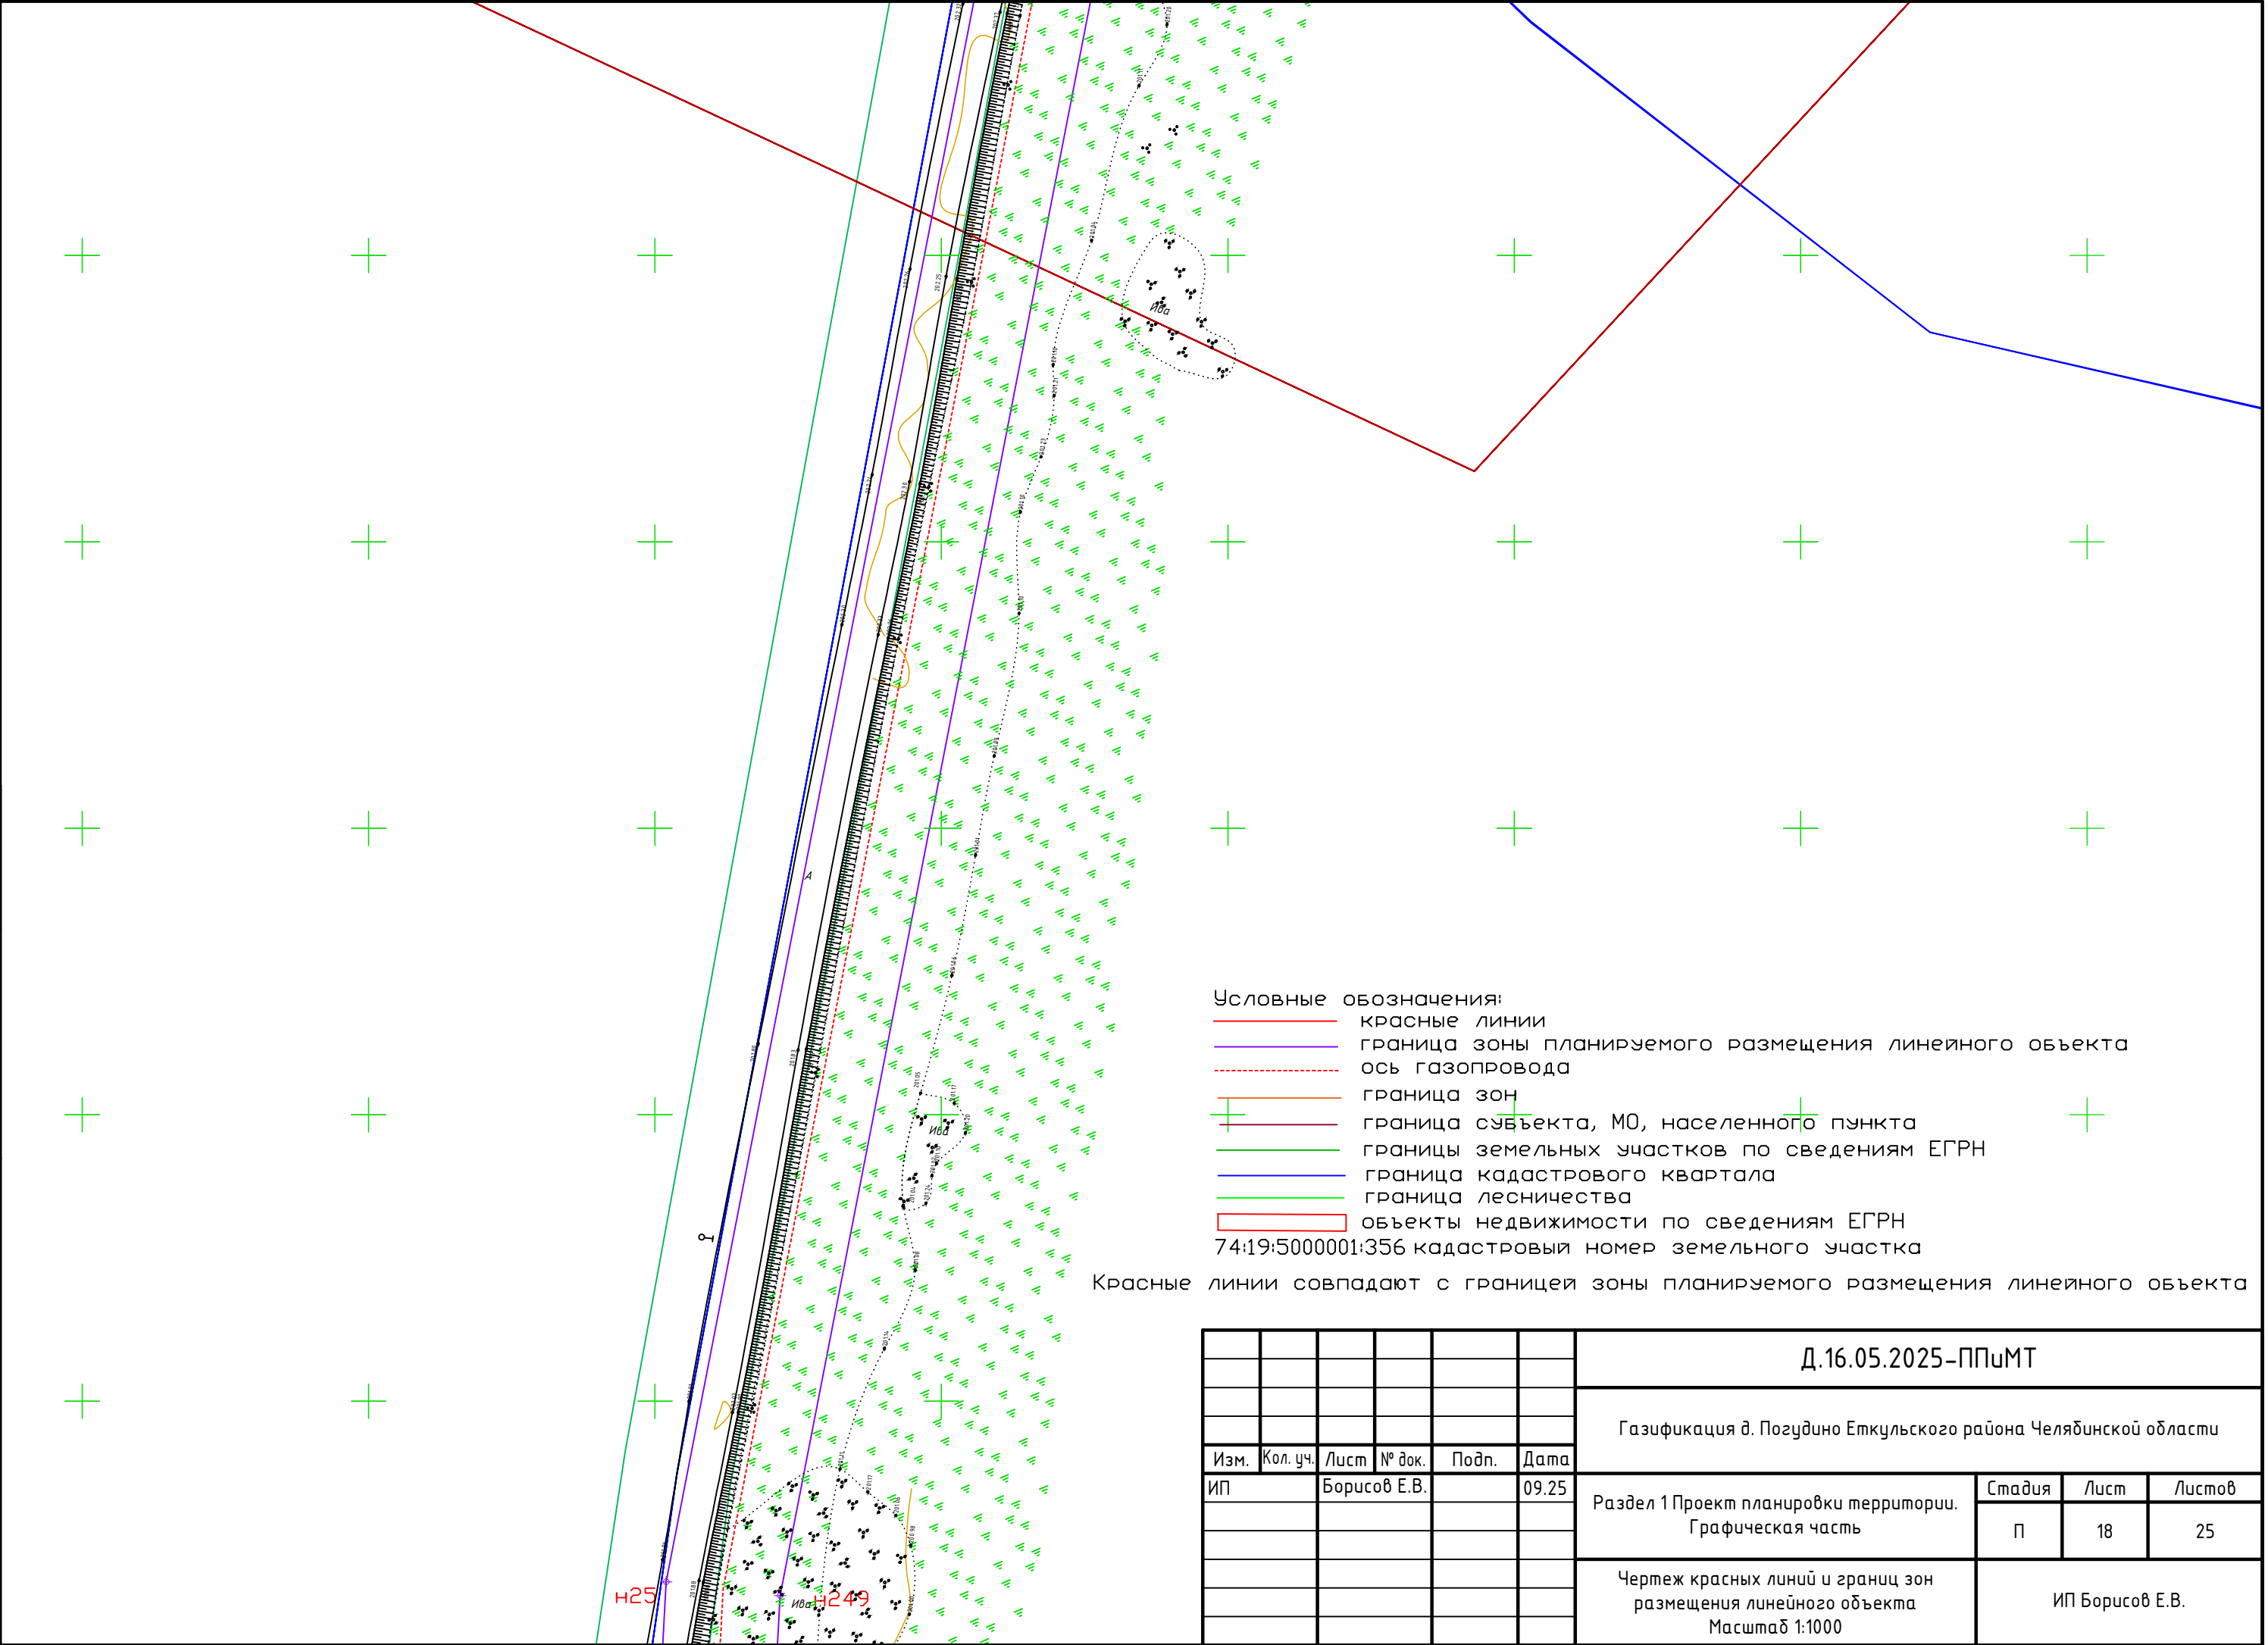 Ива
А
Ива
н25
Ива
н249
Условные обозначения:
красные линии
граница зоны планируемого размещения линейного объекта
ось газопровода
граница зон
граница субъекта, МО, населенного пункта
границы земельных участков по сведениям ЕГРН
граница кадастрового квартала
граница лесничества
объекты недвижимости по сведениям ЕГРН
74:19:5000001:356 кадастровый номер земельного участка
Красные линии совпадают с границей зоны планируемого размещения линейного объекта
Д.16.05.2025-ППиМТ
Газификация д. Погудино Еткульского района Челябинской области
Изм. Кол. уч. Лист № док. Подп. Дата
ИП Борисов Е.В. 09.25
Раздел 1 Проект планировки территории.
Графическая часть
Стадия Лист Листов
П 18 25
Чертеж красных линий и границ зон
размещения линейного объекта
Масштаб 1:1000
ИП Борисов Е.В.